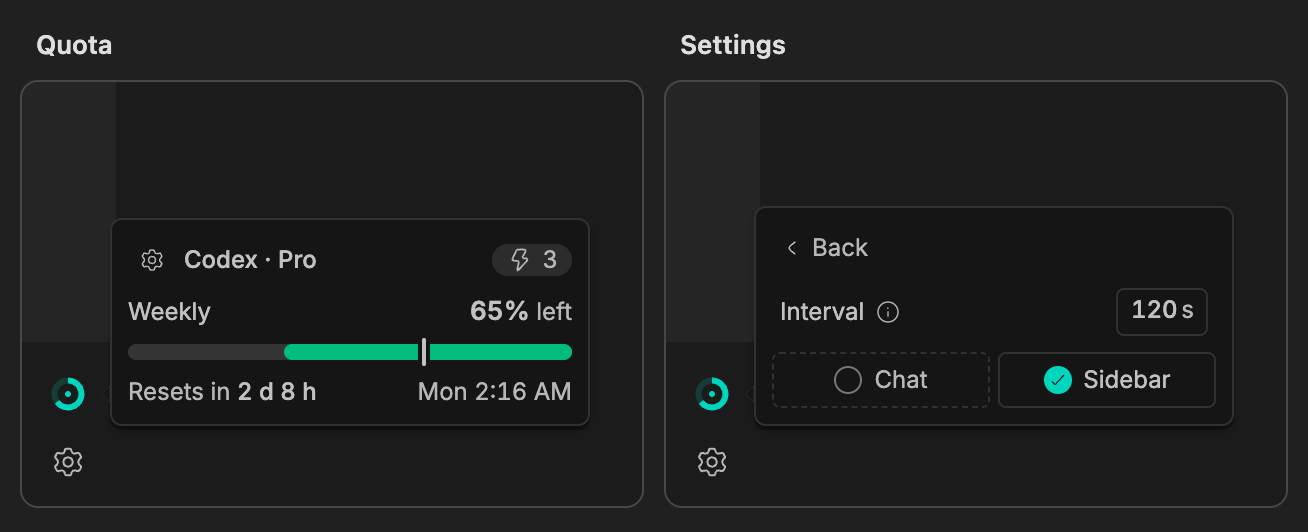 Quota
Codex · Pro
3
Weekly
65% left
Resets in 2 d 8 h
Mon 2:16 AM
Settings
Back
Interval
120 s
Chat
Sidebar